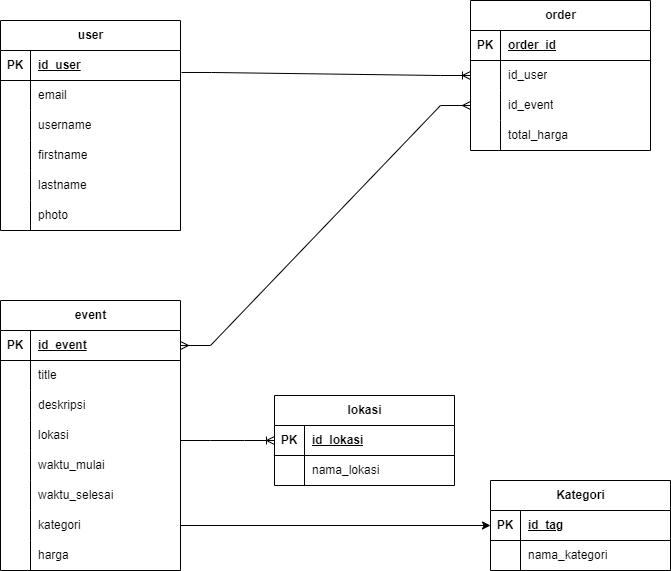 user
PK id_user
email
username
firstname
lastname
photo
order
PK order_id
id_user
id_event
total_harga
event
PK id_event
title
deskripsi
lokasi
waktu_mulai
waktu_selesai
kategori
harga
lokasi
PK id_lokasi
nama_lokasi
Kategori
PK id_tag
nama_kategori